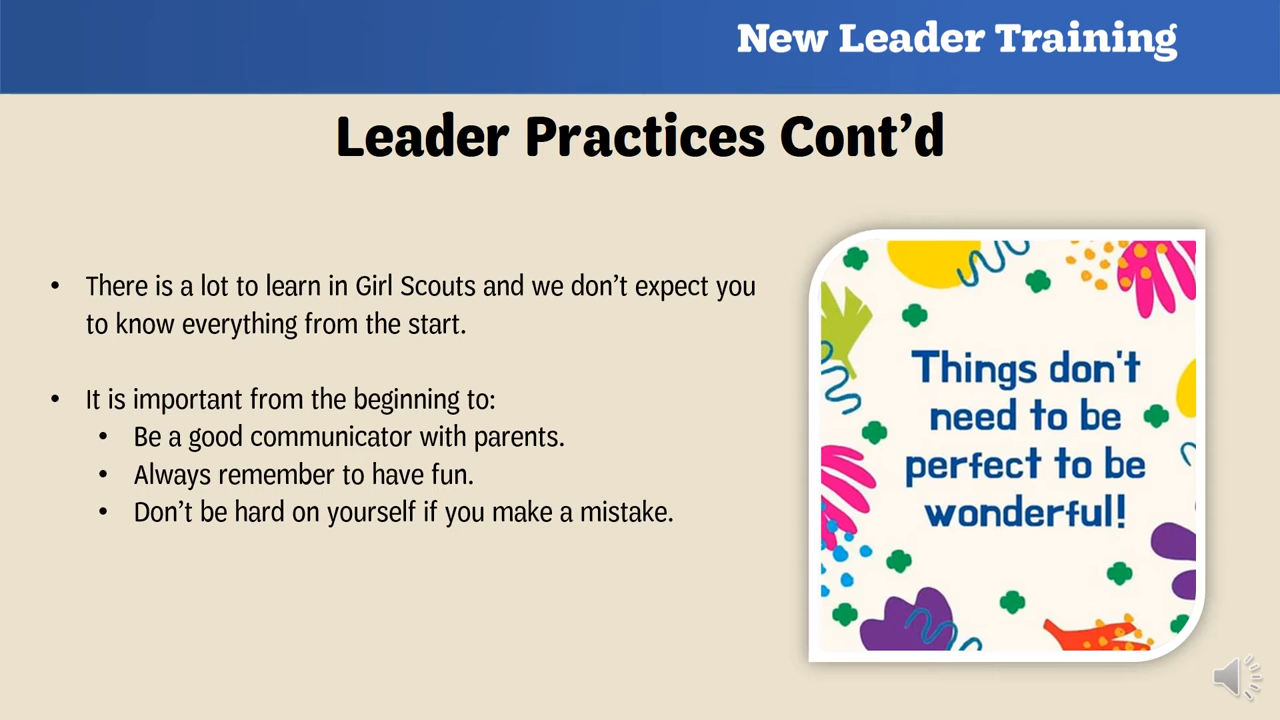 New Leader Training
Leader Practices Cont’d
• There is a lot to learn in Girl Scouts and we don’t expect you
to know everything from the start.
• It is important from the beginning to:
• Be a good communicator with parents.
• Always remember to have fun.
• Don’t be hard on yourself if you make a mistake.
Things don't
need to be
perfect to be
wonderful!